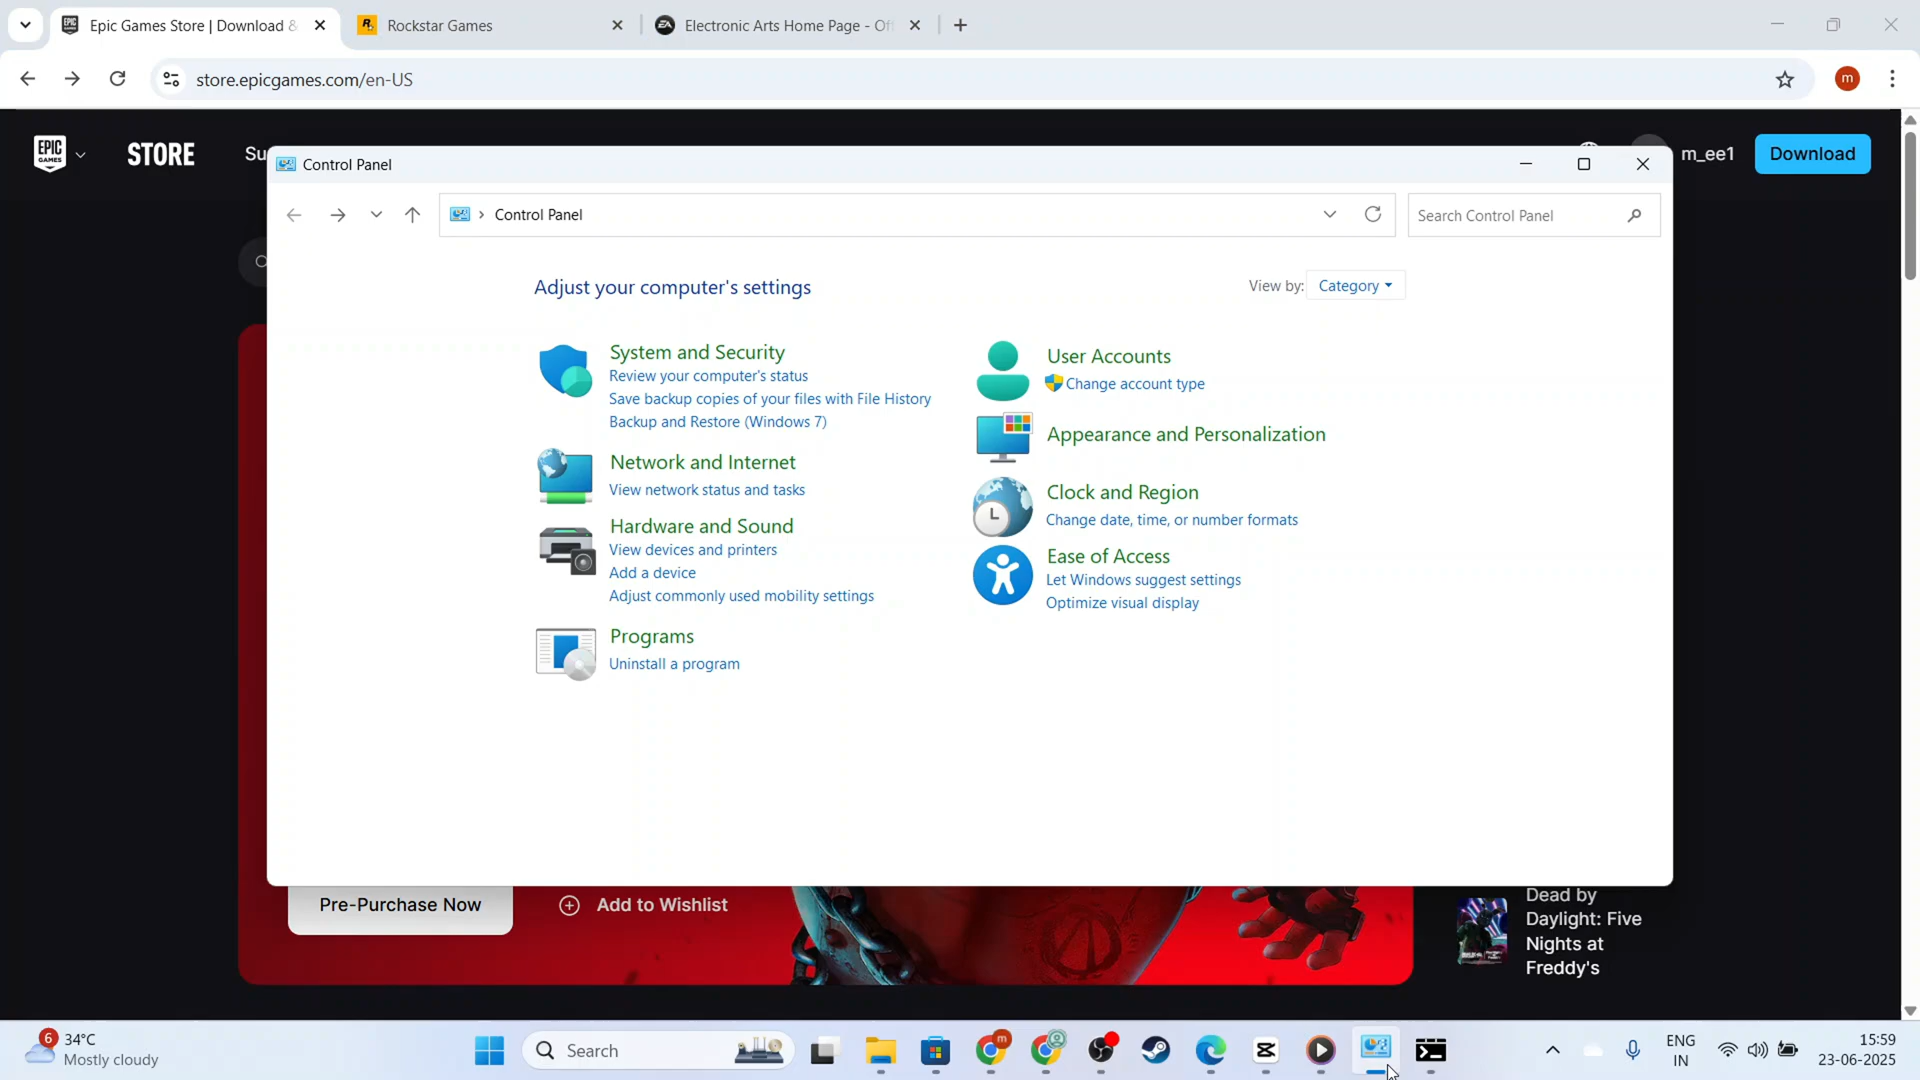 Epic Games Store | Download &
Rockstar Games
Electronic Arts Home Page - Of
store.epicgames.com/en-US
m
EPIC
GAMES
STORE
Su
m_ee1
Download
Control Panel
Control Panel
Search Control Panel
Adjust your computer's settings
View by: Category
System and Security
Review your computer's status
Save backup copies of your files with File History
Backup and Restore (Windows 7)
Network and Internet
View network status and tasks
Hardware and Sound
View devices and printers
Add a device
Adjust commonly used mobility settings
Programs
Uninstall a program
User Accounts
Change account type
Appearance and Personalization
Clock and Region
Change date, time, or number formats
Ease of Access
Let Windows suggest settings
Optimize visual display
Pre-Purchase Now
Add to Wishlist
Dead by
Daylight: Five
Nights at
Freddy's
6
34°C
Mostly cloudy
Search
m
ENG
IN
15:59
23-06-2025